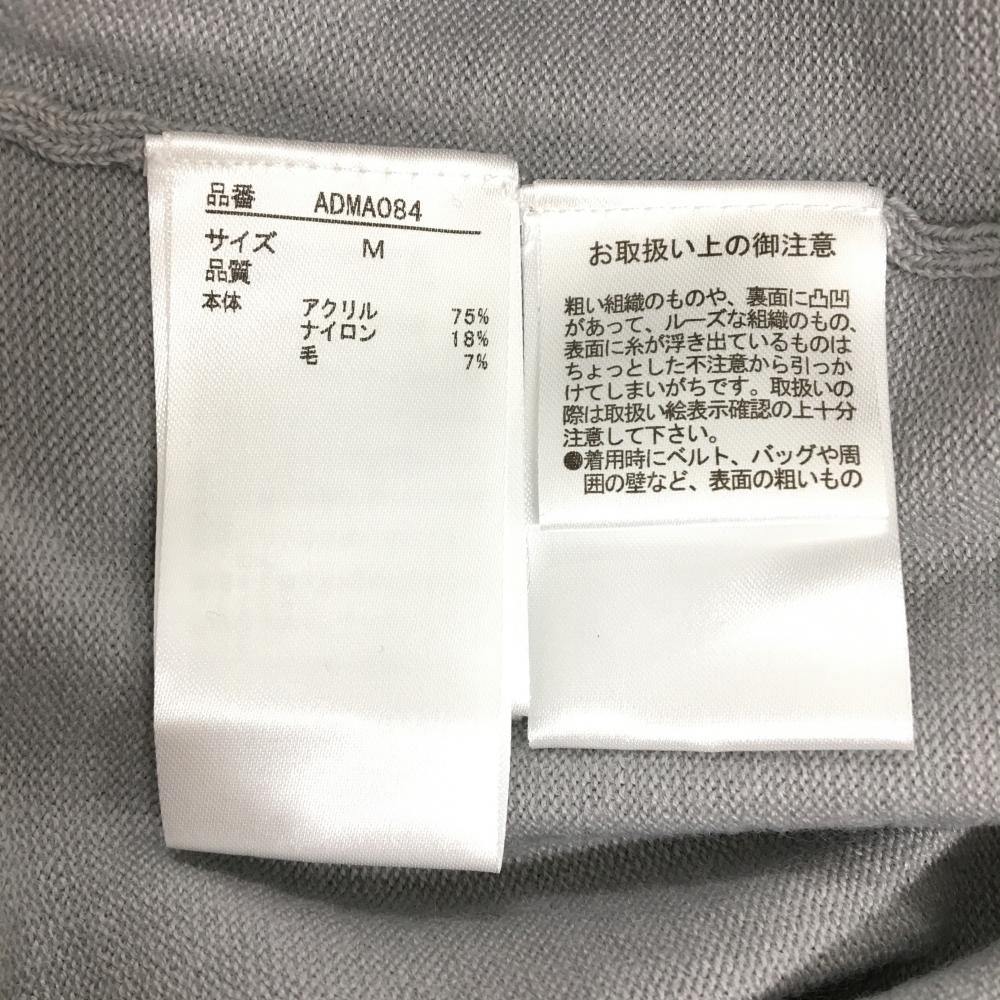 品番 ADMA084
サイズ M
品質
本体 アクリル 75%
ナイロン 18%
毛 7%
お取扱い上の御注意
粗い組織のものや、裏面に凸凹
があって、ルーズな組織のもの、
表面に糸が浮き出ているものは
ちょっとした不注意から引っか
けてしまいがちです。取扱いの
際は取扱い絵表示確認の上十分
注意して下さい。
●着用時にベルト、バッグや周
囲の壁など、表面の粗いもの